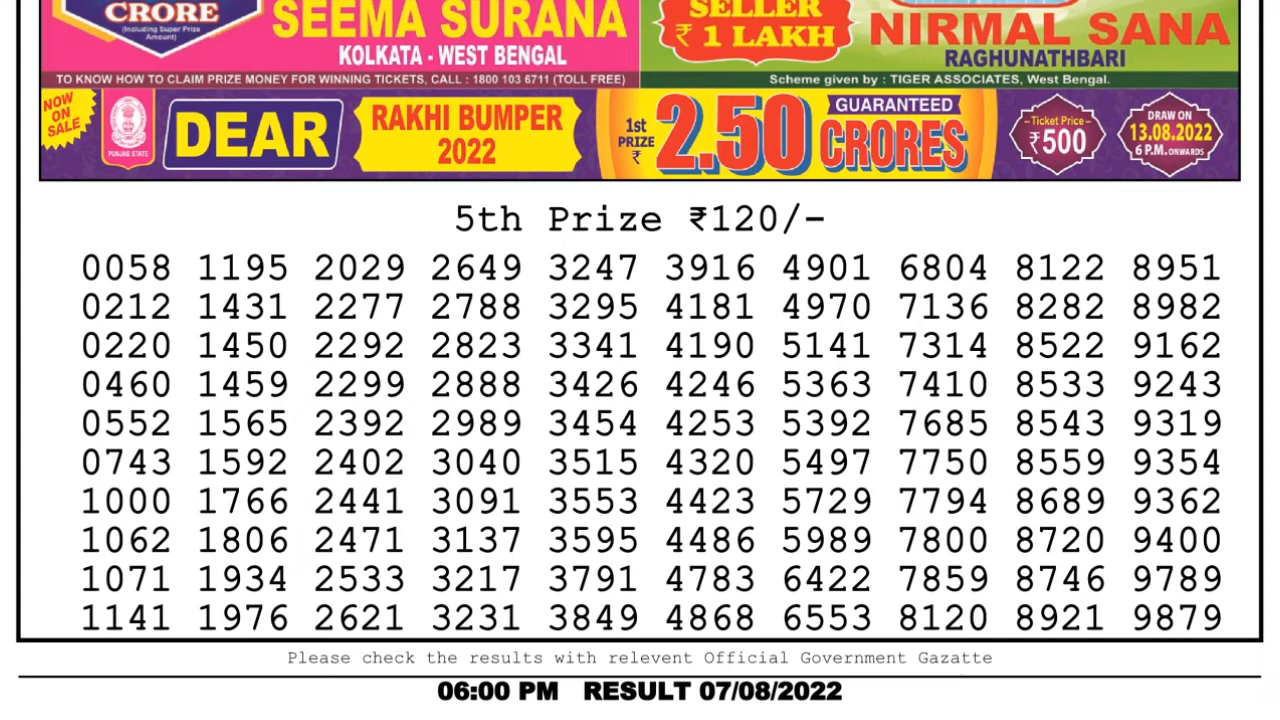 CRORE
(Including Super Prize
Amount)
SEEMA SURANA
KOLKATA - WEST BENGAL
SELLER
₹ 1 LAKH
NIRMAL SANA
RAGHUNATHBARI
TO KNOW HOW TO CLAIM PRIZE MONEY FOR WINNING TICKETS, CALL : 1800 103 6711 (TOLL FREE)
Scheme given by : TIGER ASSOCIATES, West Bengal.
NOW
ON
SALE
PUNJAB STATE
DEAR
RAKHI BUMPER
2022
1st
PRIZE
₹
2.50
GUARANTEED
CRORES
Ticket Price
₹500
DRAW ON
13.08.2022
6 P.M. ONWARDS
5th Prize ₹120/-
0058 1195 2029 2649 3247 3916 4901 6804 8122 8951
0212 1431 2277 2788 3295 4181 4970 7136 8282 8982
0220 1450 2292 2823 3341 4190 5141 7314 8522 9162
0460 1459 2299 2888 3426 4246 5363 7410 8533 9243
0552 1565 2392 2989 3454 4253 5392 7685 8543 9319
0743 1592 2402 3040 3515 4320 5497 7750 8559 9354
1000 1766 2441 3091 3553 4423 5729 7794 8689 9362
1062 1806 2471 3137 3595 4486 5989 7800 8720 9400
1071 1934 2533 3217 3791 4783 6422 7859 8746 9789
1141 1976 2621 3231 3849 4868 6553 8120 8921 9879
Please check the results with relevent Official Government Gazatte
06:00 PM RESULT 07/08/2022